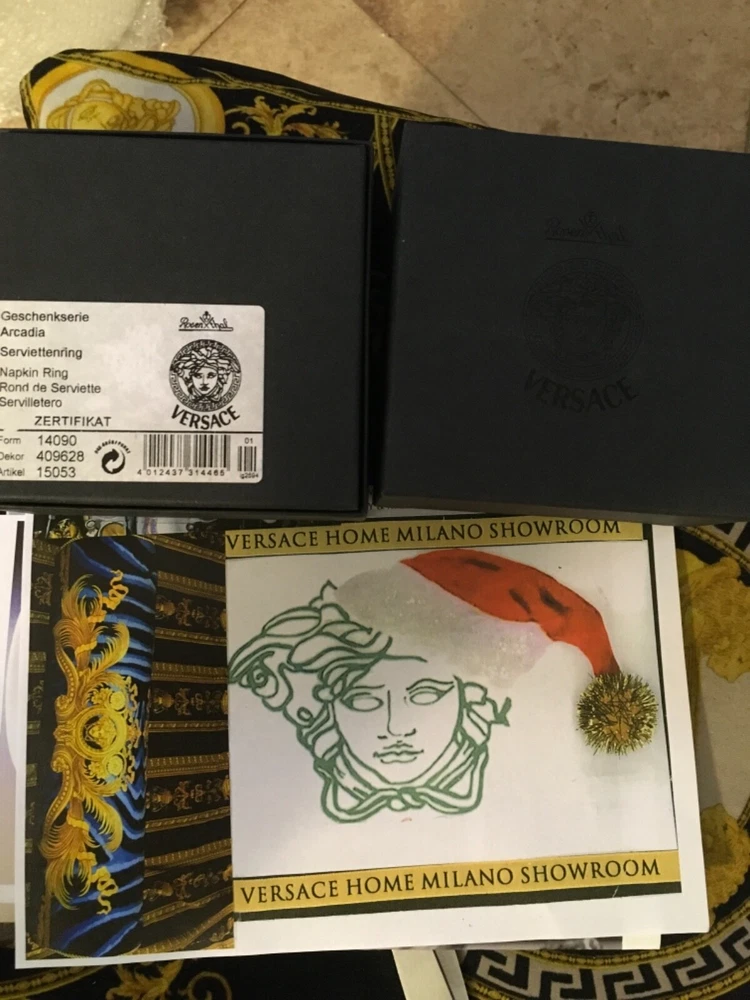 Geschenkserie
Arcadia
Serviettenring
Napkin Ring
Rond de Serviette
Servilletero
ZERTIFIKAT
Form 14090
Dekor 409628
Artikel 15053
Rosenthal
VERSACE
01
4 012437 314465
Rosenthal
VERSACE
VERSACE HOME MILANO SHOWROOM
VERSACE HOME MILANO SHOWROOM